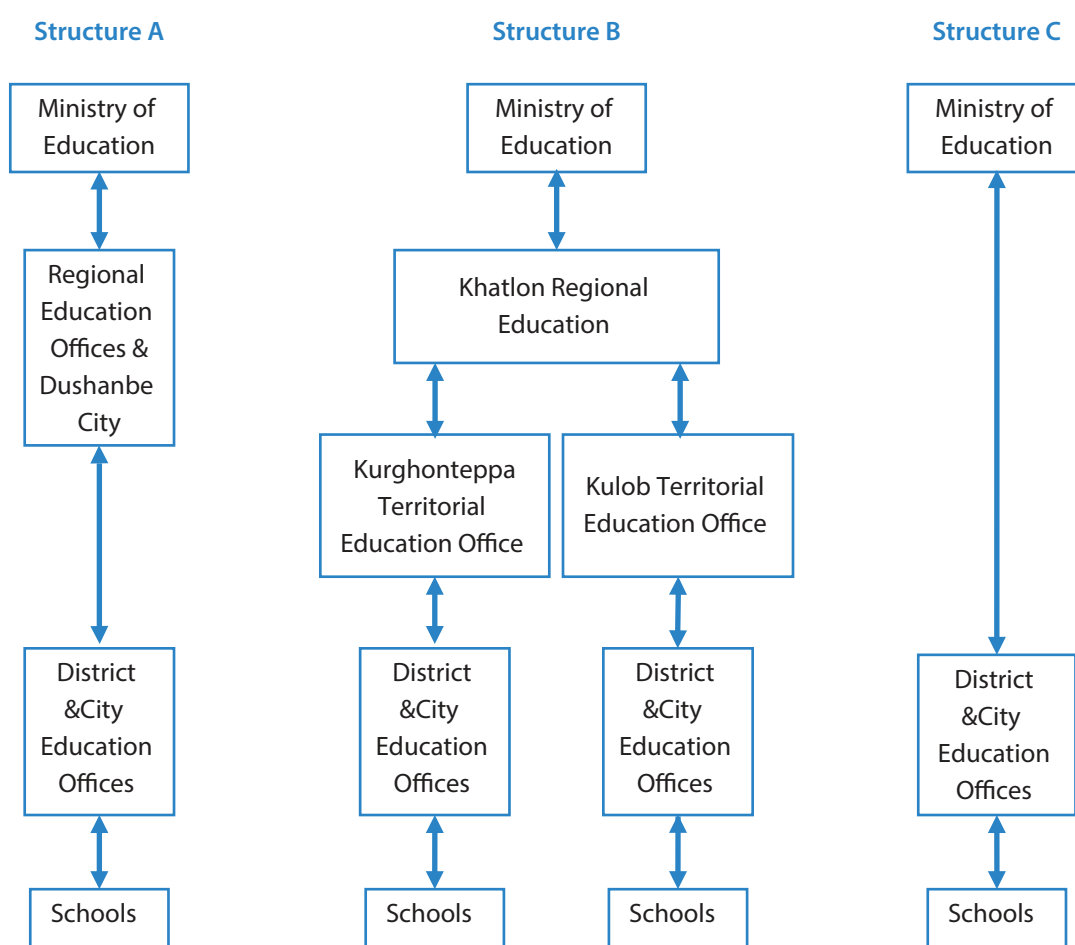 Structure A
Structure B
Structure C
Ministry of
Education
Ministry of
Education
Ministry of
Education
Regional
Education
Offices &
Dushanbe
City
Khatlon Regional
Education
Kurghonteppa
Territorial
Education Office
Kulob Territorial
Education Office
District
&City
Education
Offices
District
&City
Education
Offices
District
&City
Education
Offices
District
&City
Education
Offices
Schools
Schools
Schools
Schools